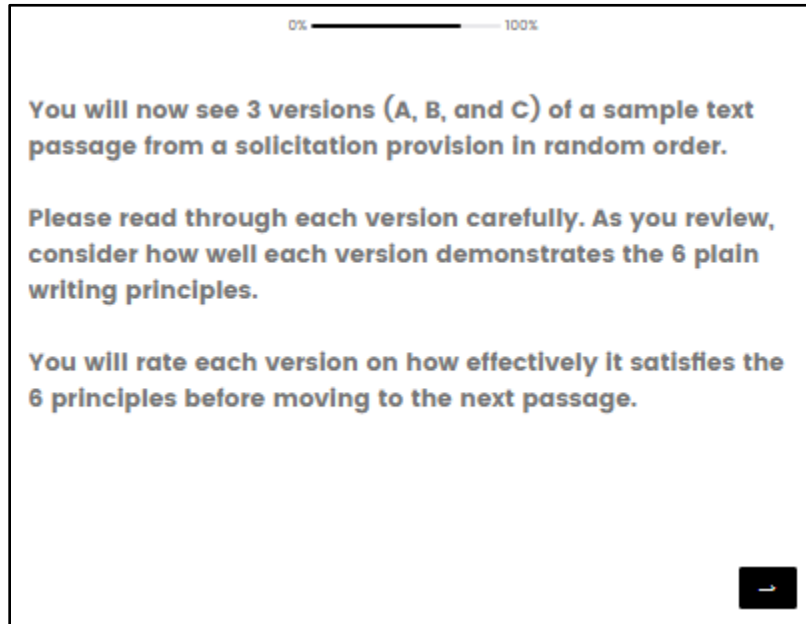 0% 100%
You will now see 3 versions (A, B, and C) of a sample text
passage from a solicitation provision in random order.
Please read through each version carefully. As you review,
consider how well each version demonstrates the 6 plain
writing principles.
You will rate each version on how effectively it satisfies the
6 principles before moving to the next passage.